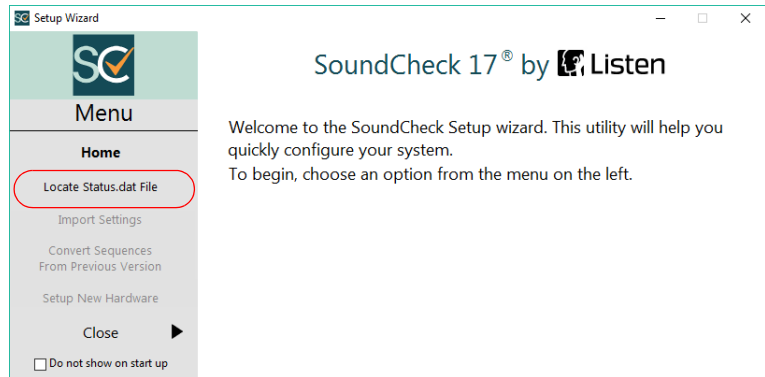 SC Setup Wizard
SC
Menu
Home
Locate Status.dat File
Import Settings
Convert Sequences
From Previous Version
Setup New Hardware
Close
Do not show on start up
SoundCheck 17® by Listen
Welcome to the SoundCheck Setup wizard. This utility will help you
quickly configure your system.
To begin, choose an option from the menu on the left.